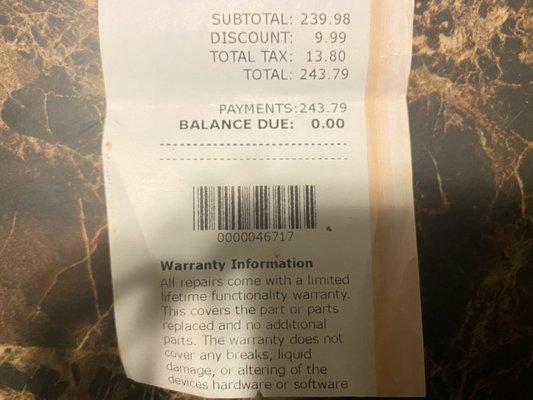 SUBTOTAL: 239.98
DISCOUNT: 9.99
TOTAL TAX: 13.80
TOTAL: 243.79
PAYMENTS:243.79
BALANCE DUE: 0.00
0000046717
Warranty Information
All repairs come with a limited
lifetime functionality warranty.
This covers the part or parts
replaced and no additional
parts. The warranty does not
cover any breaks, liquid
damage, or altering of the
devices hardware or software